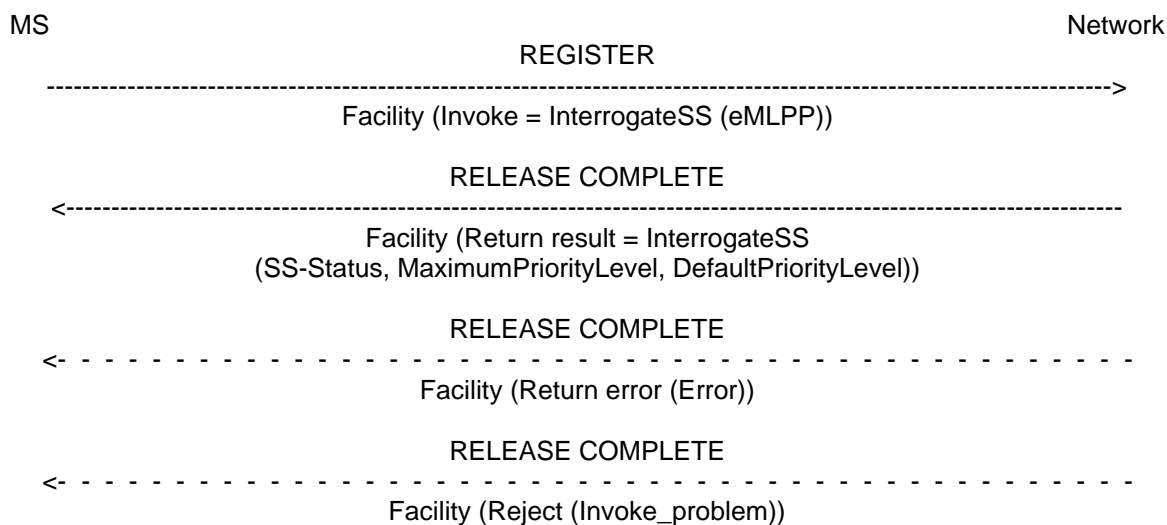 MS Network
REGISTER
----------------------------------------------------------------------------------------------------------------------->
Facility (Invoke = InterrogateSS (eMLPP))
RELEASE COMPLETE
<----------------------------------------------------------------------------------------------------------------------
Facility (Return result = InterrogateSS
(SS-Status, MaximumPriorityLevel, DefaultPriorityLevel))
RELEASE COMPLETE
<- - - - - - - - - - - - - - - - - - - - - - - - - - - - - - - - - - - - -
Facility (Return error (Error))
RELEASE COMPLETE
<- - - - - - - - - - - - - - - - - - - - - - - - - - - - - - - - - - - - -
Facility (Reject (Invoke_problem))